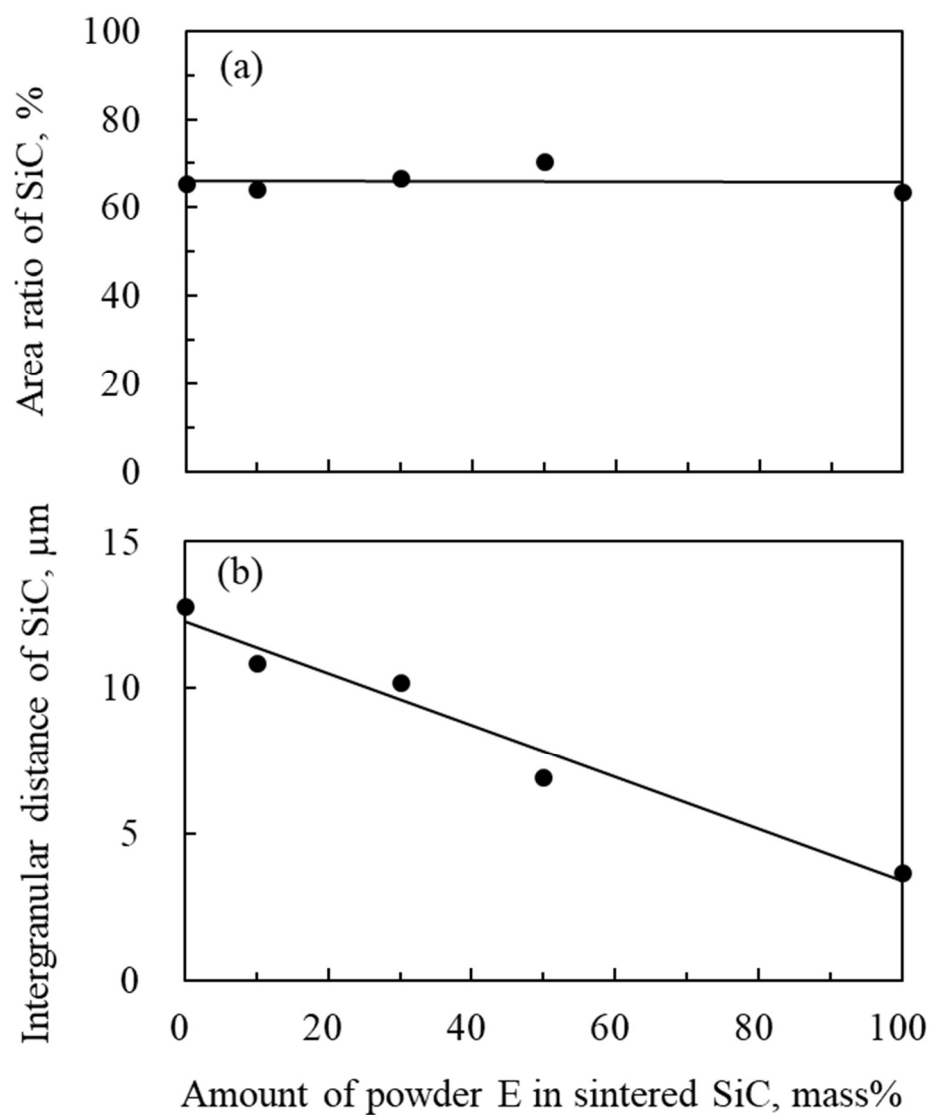 100
80
60
40
20
0
(a)
Area ratio of SiC, %
15
10
5
0
(b)
Intergranular distance of SiC, μm
0 20 40 60 80 100
Amount of powder E in sintered SiC, mass%